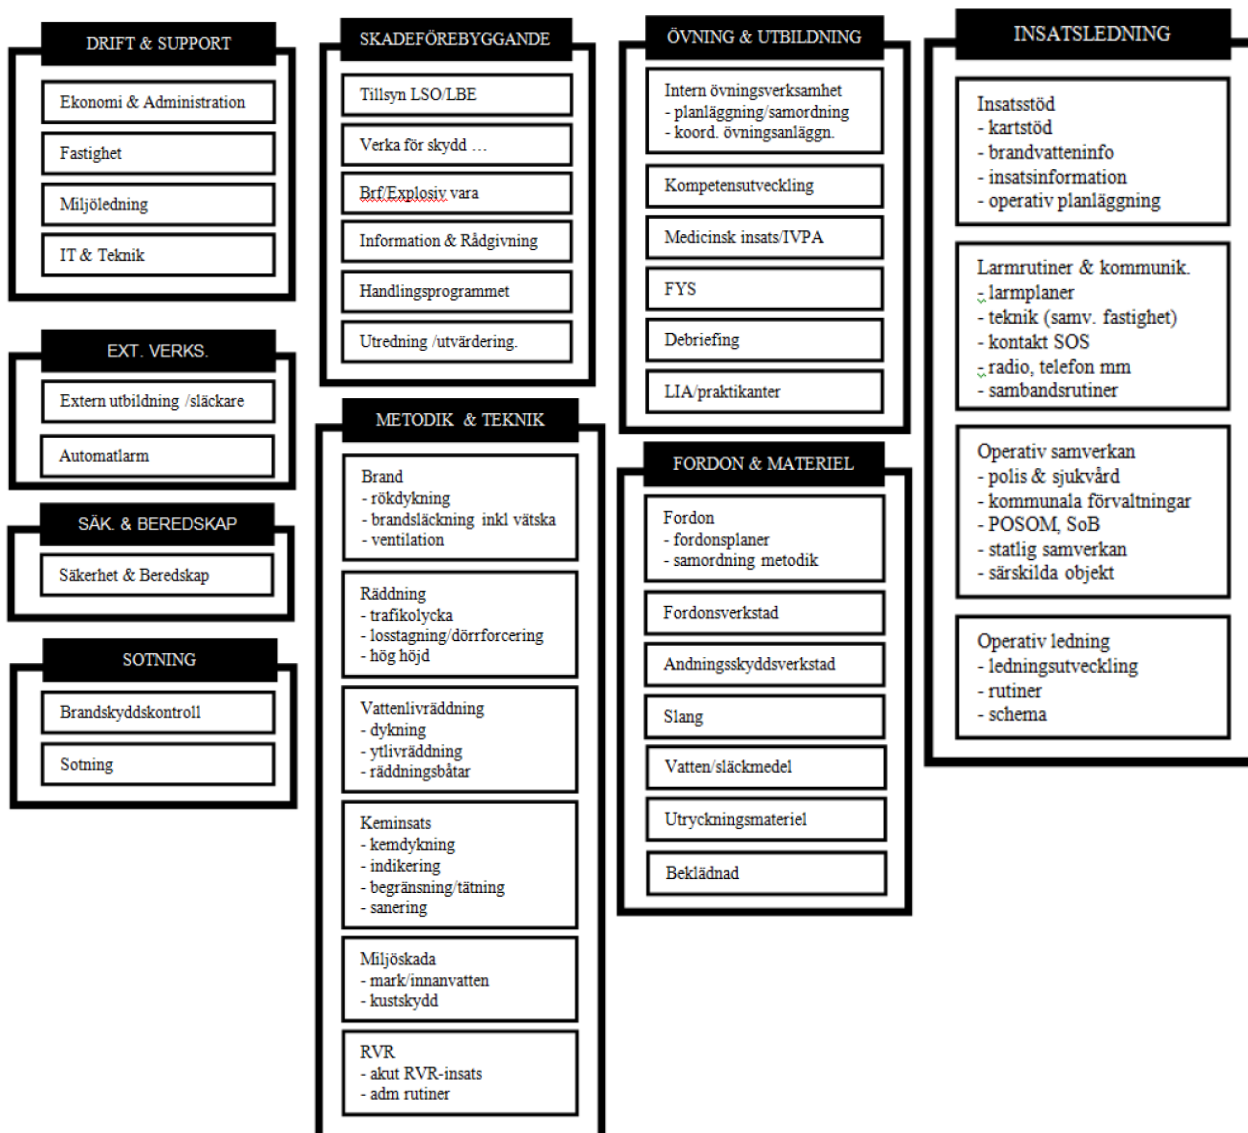 DRIFT & SUPPORT
Ekonomi & Administration
Fastighet
Miljöledning
IT & Teknik
EXT. VERKS.
Extern utbildning /släckare
Automatlarm
SÄK. & BEREDSKAP
Säkerhet & Beredskap
SOTNING
Brandskyddskontroll
Sotning
SKADEFÖREBYGGANDE
Tillsyn LSO/LBE
Verka för skydd …
Brf/Explosiv vara
Information & Rådgivning
Handlingsprogrammet
Utredning /utvärdering.
METODIK & TEKNIK
Brand
- rökdykning
- brandsläckning inkl vätska
- ventilation
Räddning
- trafikolycka
- losstagning/dörrforcering
- hög höjd
Vattenlivräddning
- dykning
- ytlivräddning
- räddningsbåtar
Keminsats
- kemdykning
- indikering
- begränsning/tätning
- sanering
Miljöskada
- mark/innanvatten
- kustskydd
RVR
- akut RVR-insats
- adm rutiner
ÖVNING & UTBILDNING
Intern övningsverksamhet
- planläggning/samordning
- koord. övningsanläggn.
Kompetensutveckling
Medicinsk insats/IVPA
FYS
Debriefing
LIA/praktikanter
FORDON & MATERIEL
Fordon
- fordonsplaner
- samordning metodik
Fordonsverkstad
Andningsskyddsverkstad
Slang
Vatten/släckmedel
Utryckningsmateriel
Beklädnad
INSATSLEDNING
Insatsstöd
- kartstöd
- brandvatteninfo
- insatsinformation
- operativ planläggning
Larmrutiner & kommunik.
- larmplaner
- teknik (samv. fastighet)
- kontakt SOS
- radio, telefon mm
- sambandsrutiner
Operativ samverkan
- polis & sjukvård
- kommunala förvaltningar
- POSOM, SoB
- statlig samverkan
- särskilda objekt
Operativ ledning
- ledningsutveckling
- rutiner
- schema